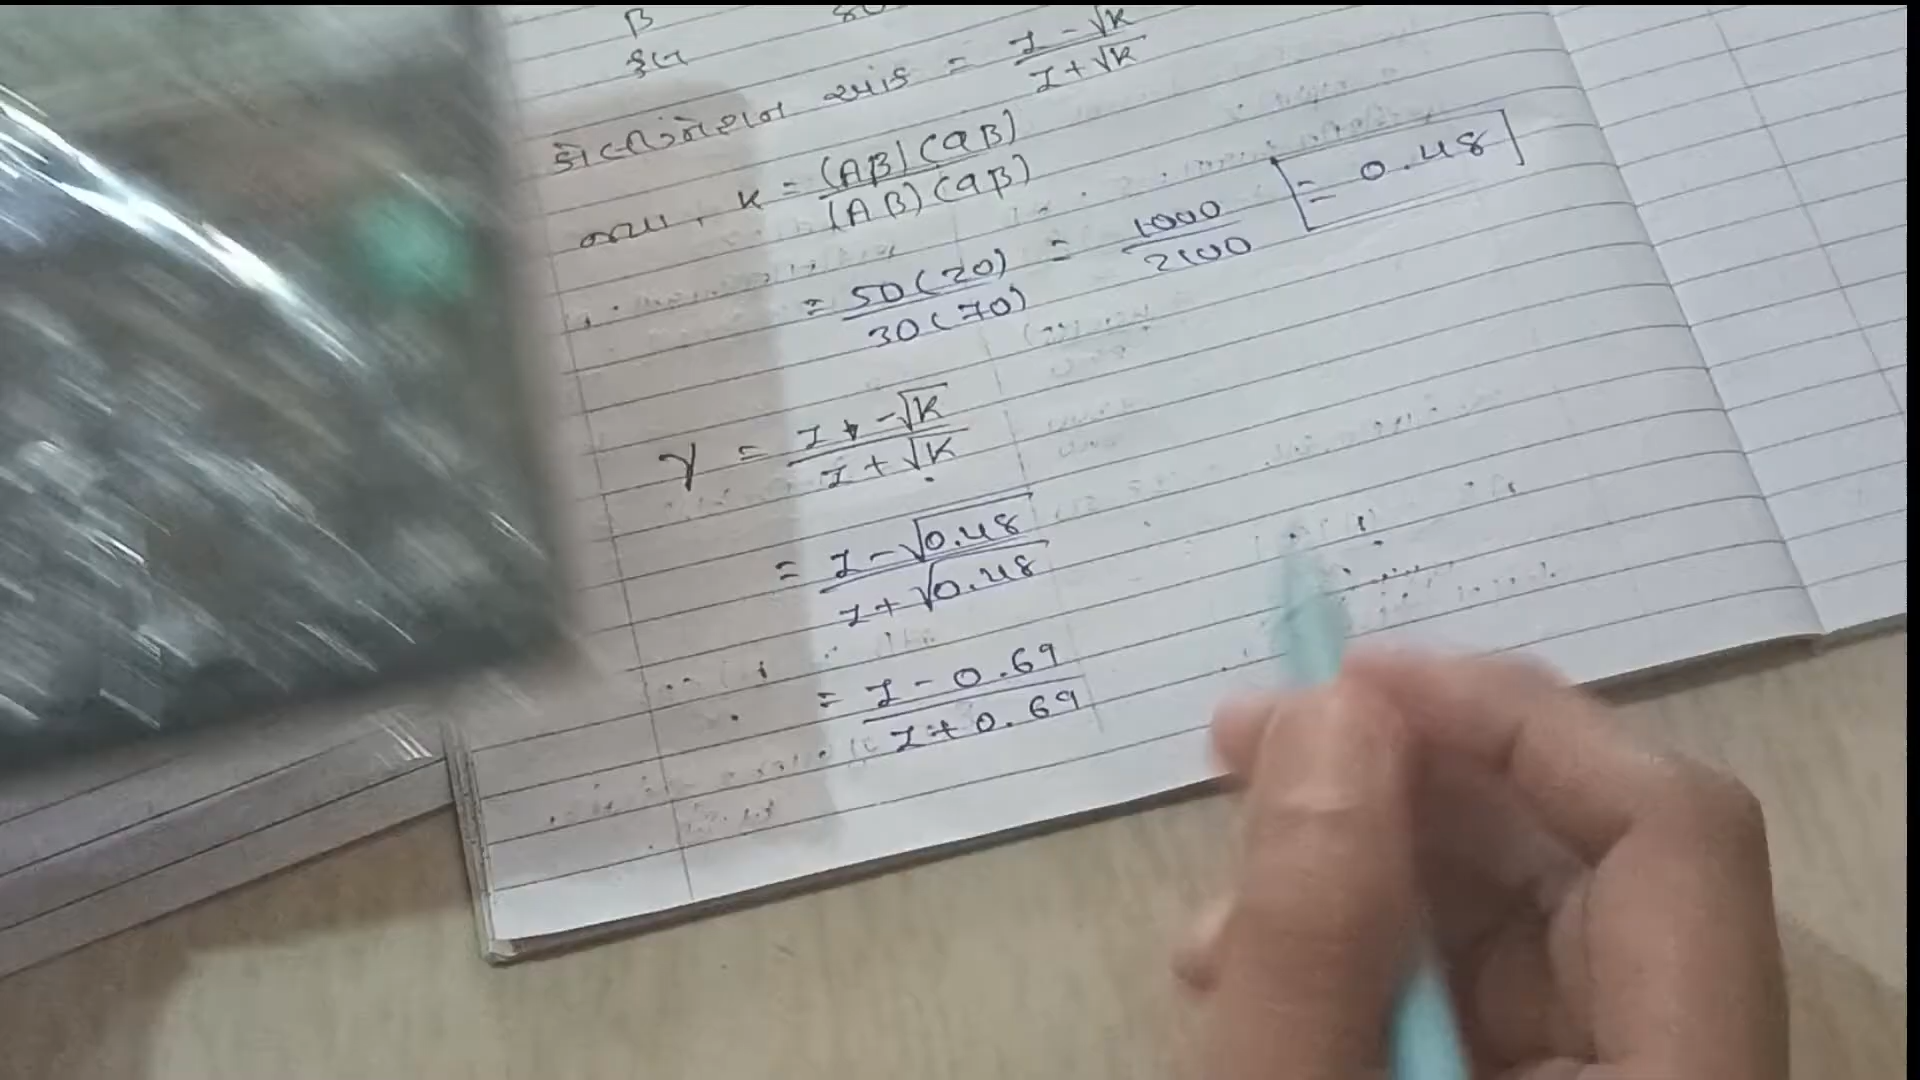 β
કુલ
કોલીગેશન આંક = 1 - √K / 1 + √K
જ્યાં, K = (Aβ) (αB) / (AB) (αβ)
= 50 (20) / 30 (70) = 1000 / 2100 = 0.48
γ = 1 - √K / 1 + √K
= 1 - √0.48 / 1 + √0.48
= 1 - 0.69 / 1 + 0.69